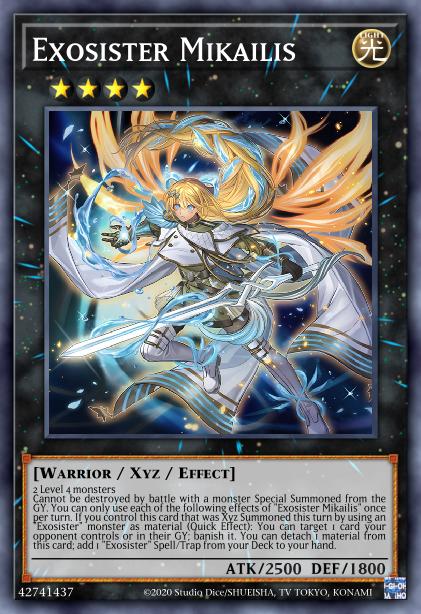 Exosister Mikailis
LIGHT
光
[Warrior / Xyz / Effect]
2 Level 4 monsters
Cannot be destroyed by battle with a monster Special Summoned from the
GY. You can only use each of the following effects of "Exosister Mikailis" once
per turn. If you control this card that was Xyz Summoned this turn by using an
"Exosister" monster as material (Quick Effect): You can target 1 card your
opponent controls or in their GY; banish it. You can detach 1 material from
this card; add 1 "Exosister" Spell/Trap from your Deck to your hand.
ATK/2500 DEF/1800
42741437
©2020 Studio Dice/SHUEISHA, TV TOKYO, KONAMI